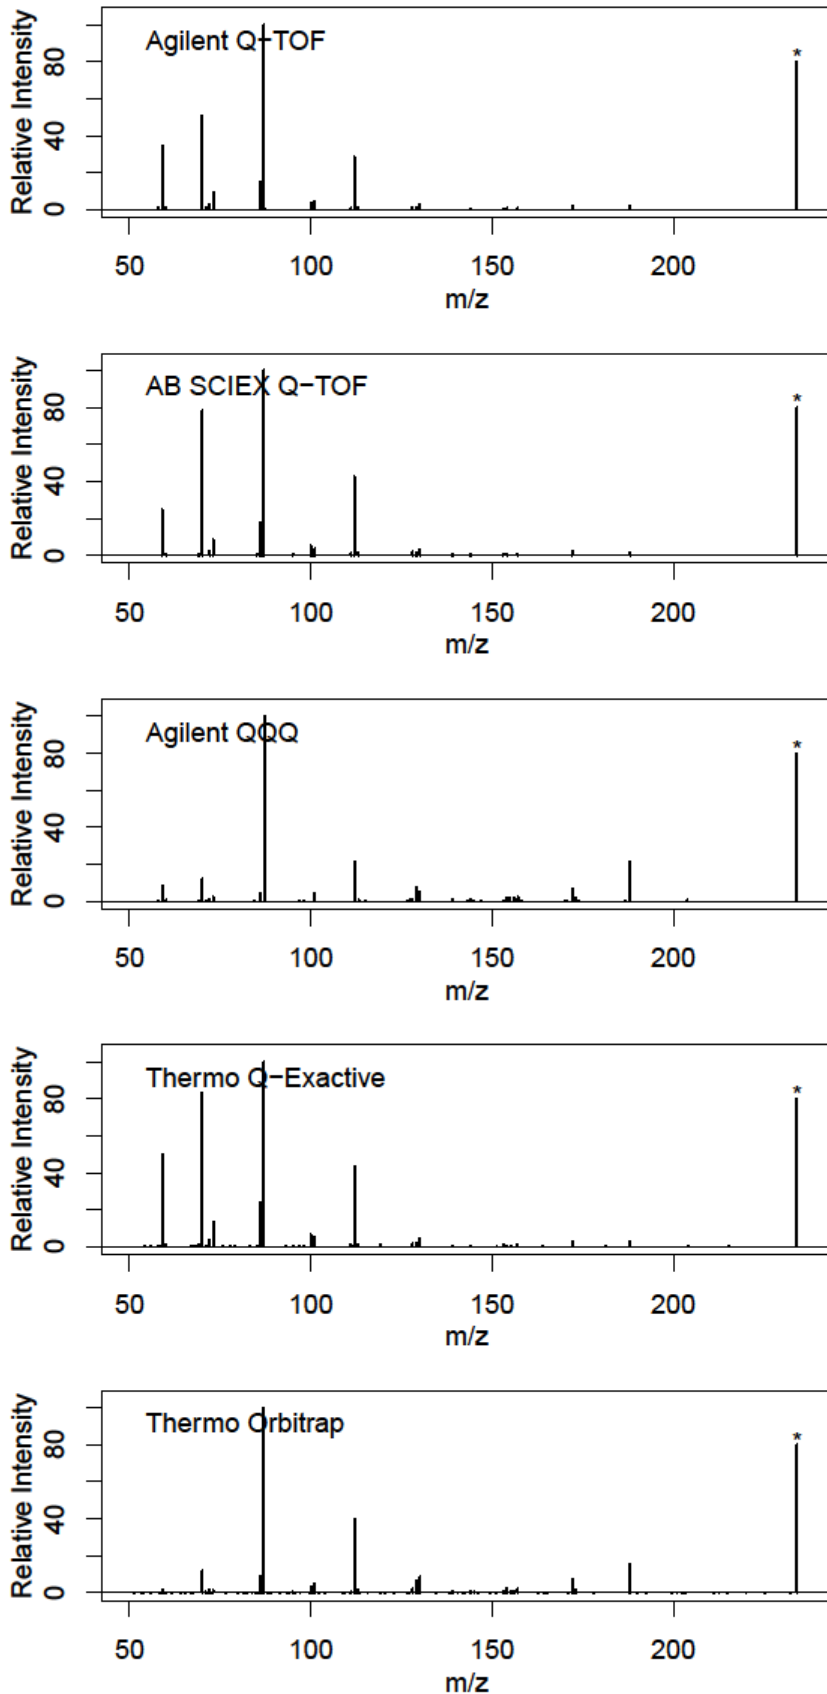 Agilent Q−TOF
*
Relative Intensity
0 40 80
50 100 150 200
m/z
AB SCIEX Q−TOF
*
Relative Intensity
0 40 80
50 100 150 200
m/z
Agilent QQQ
*
Relative Intensity
0 40 80
50 100 150 200
m/z
Thermo Q−Exactive
*
Relative Intensity
0 40 80
50 100 150 200
m/z
Thermo Orbitrap
*
Relative Intensity
0 40 80
50 100 150 200
m/z